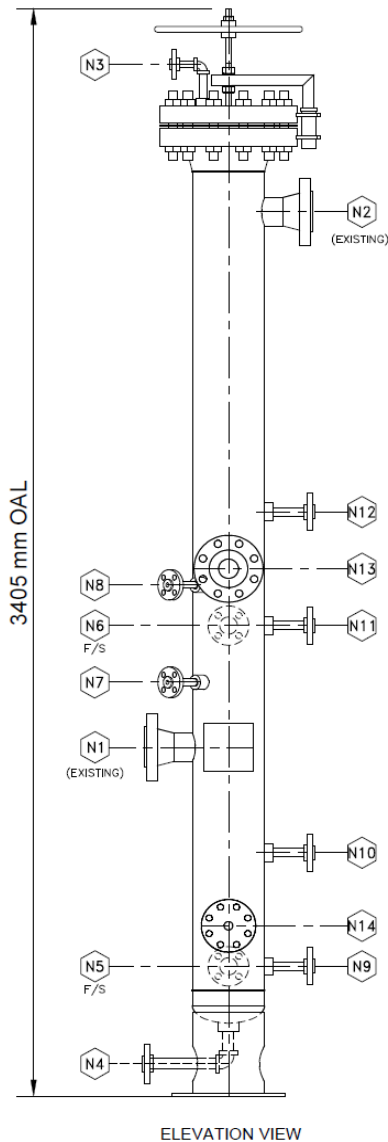 N3
N2
(EXISTING)
3405 mm OAL
N12
N13
N8
N6
F/S
N11
N7
N1
(EXISTING)
N10
N14
N5
F/S
N9
N4
ELEVATION VIEW